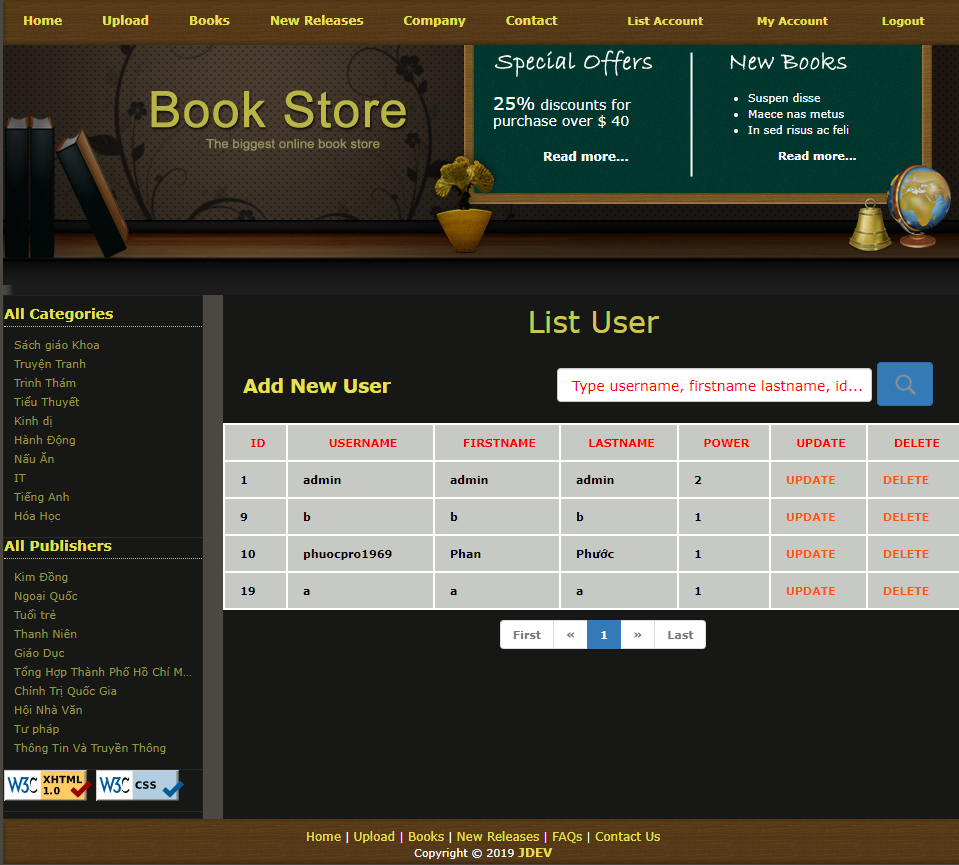 Home Upload Books New Releases Company Contact List Account My Account Logout
Book Store
The biggest online book store
Special Offers
25% discounts for
purchase over $ 40
Read more...
New Books
Suspen disse
Maece nas metus
In sed risus ac feli
Read more...
All Categories
Sách giáo Khoa
Truyện Tranh
Trinh Thám
Tiểu Thuyết
Kinh dị
Hành Động
Nấu Ăn
IT
Tiếng Anh
Hóa Học
All Publishers
Kim Đồng
Ngoại Quốc
Tuổi trẻ
Thanh Niên
Giáo Dục
Tổng Hợp Thành Phố Hồ Chí M...
Chính Trị Quốc Gia
Hội Nhà Văn
Tư pháp
Thông Tin Và Truyền Thông
W3C XHTML 1.0
W3C CSS
List User
Add New User
Type username, firstname lastname, id...
ID USERNAME FIRSTNAME LASTNAME POWER UPDATE DELETE
1 admin admin admin 2 UPDATE DELETE
9 b b b 1 UPDATE DELETE
10 phuocpro1969 Phan Phước 1 UPDATE DELETE
19 a a a 1 UPDATE DELETE
First « 1 » Last
Home | Upload | Books | New Releases | FAQs | Contact Us
Copyright © 2019 JDEV